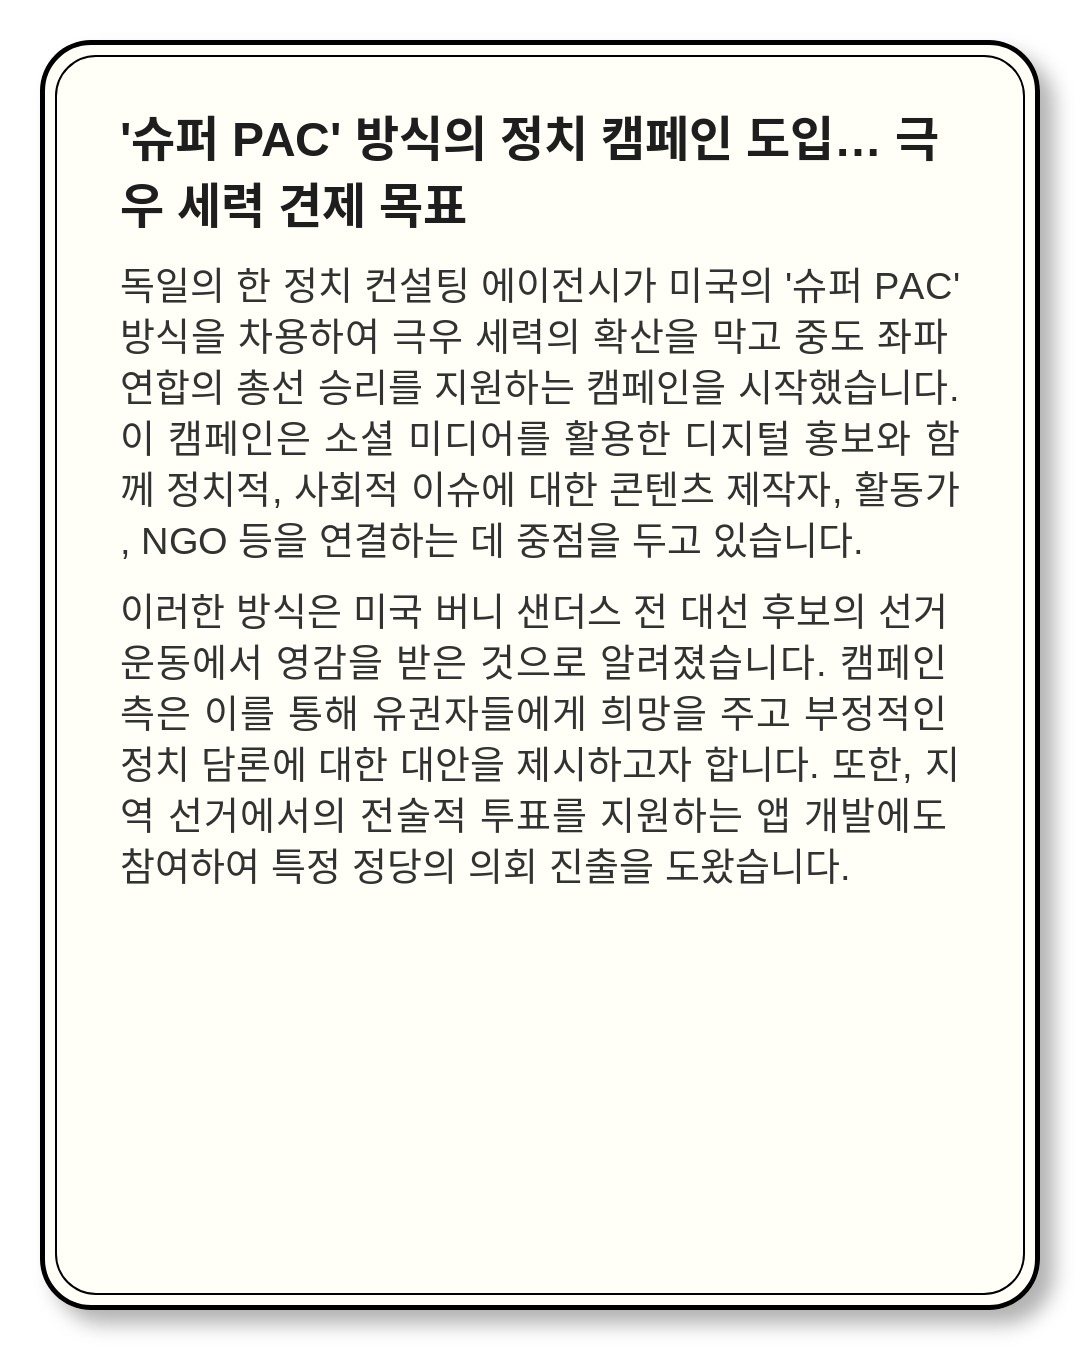 '슈퍼 PAC' 방식의 정치 캠페인 도입… 극
우 세력 견제 목표
독일의 한 정치 컨설팅 에이전시가 미국의 '슈퍼 PAC'
방식을 차용하여 극우 세력의 확산을 막고 중도 좌파
연합의 총선 승리를 지원하는 캠페인을 시작했습니다.
이 캠페인은 소셜 미디어를 활용한 디지털 홍보와 함
께 정치적, 사회적 이슈에 대한 콘텐츠 제작자, 활동가
, NGO 등을 연결하는 데 중점을 두고 있습니다.
이러한 방식은 미국 버니 샌더스 전 대선 후보의 선거
운동에서 영감을 받은 것으로 알려졌습니다. 캠페인
측은 이를 통해 유권자들에게 희망을 주고 부정적인
정치 담론에 대한 대안을 제시하고자 합니다. 또한, 지
역 선거에서의 전술적 투표를 지원하는 앱 개발에도
참여하여 특정 정당의 의회 진출을 도왔습니다.